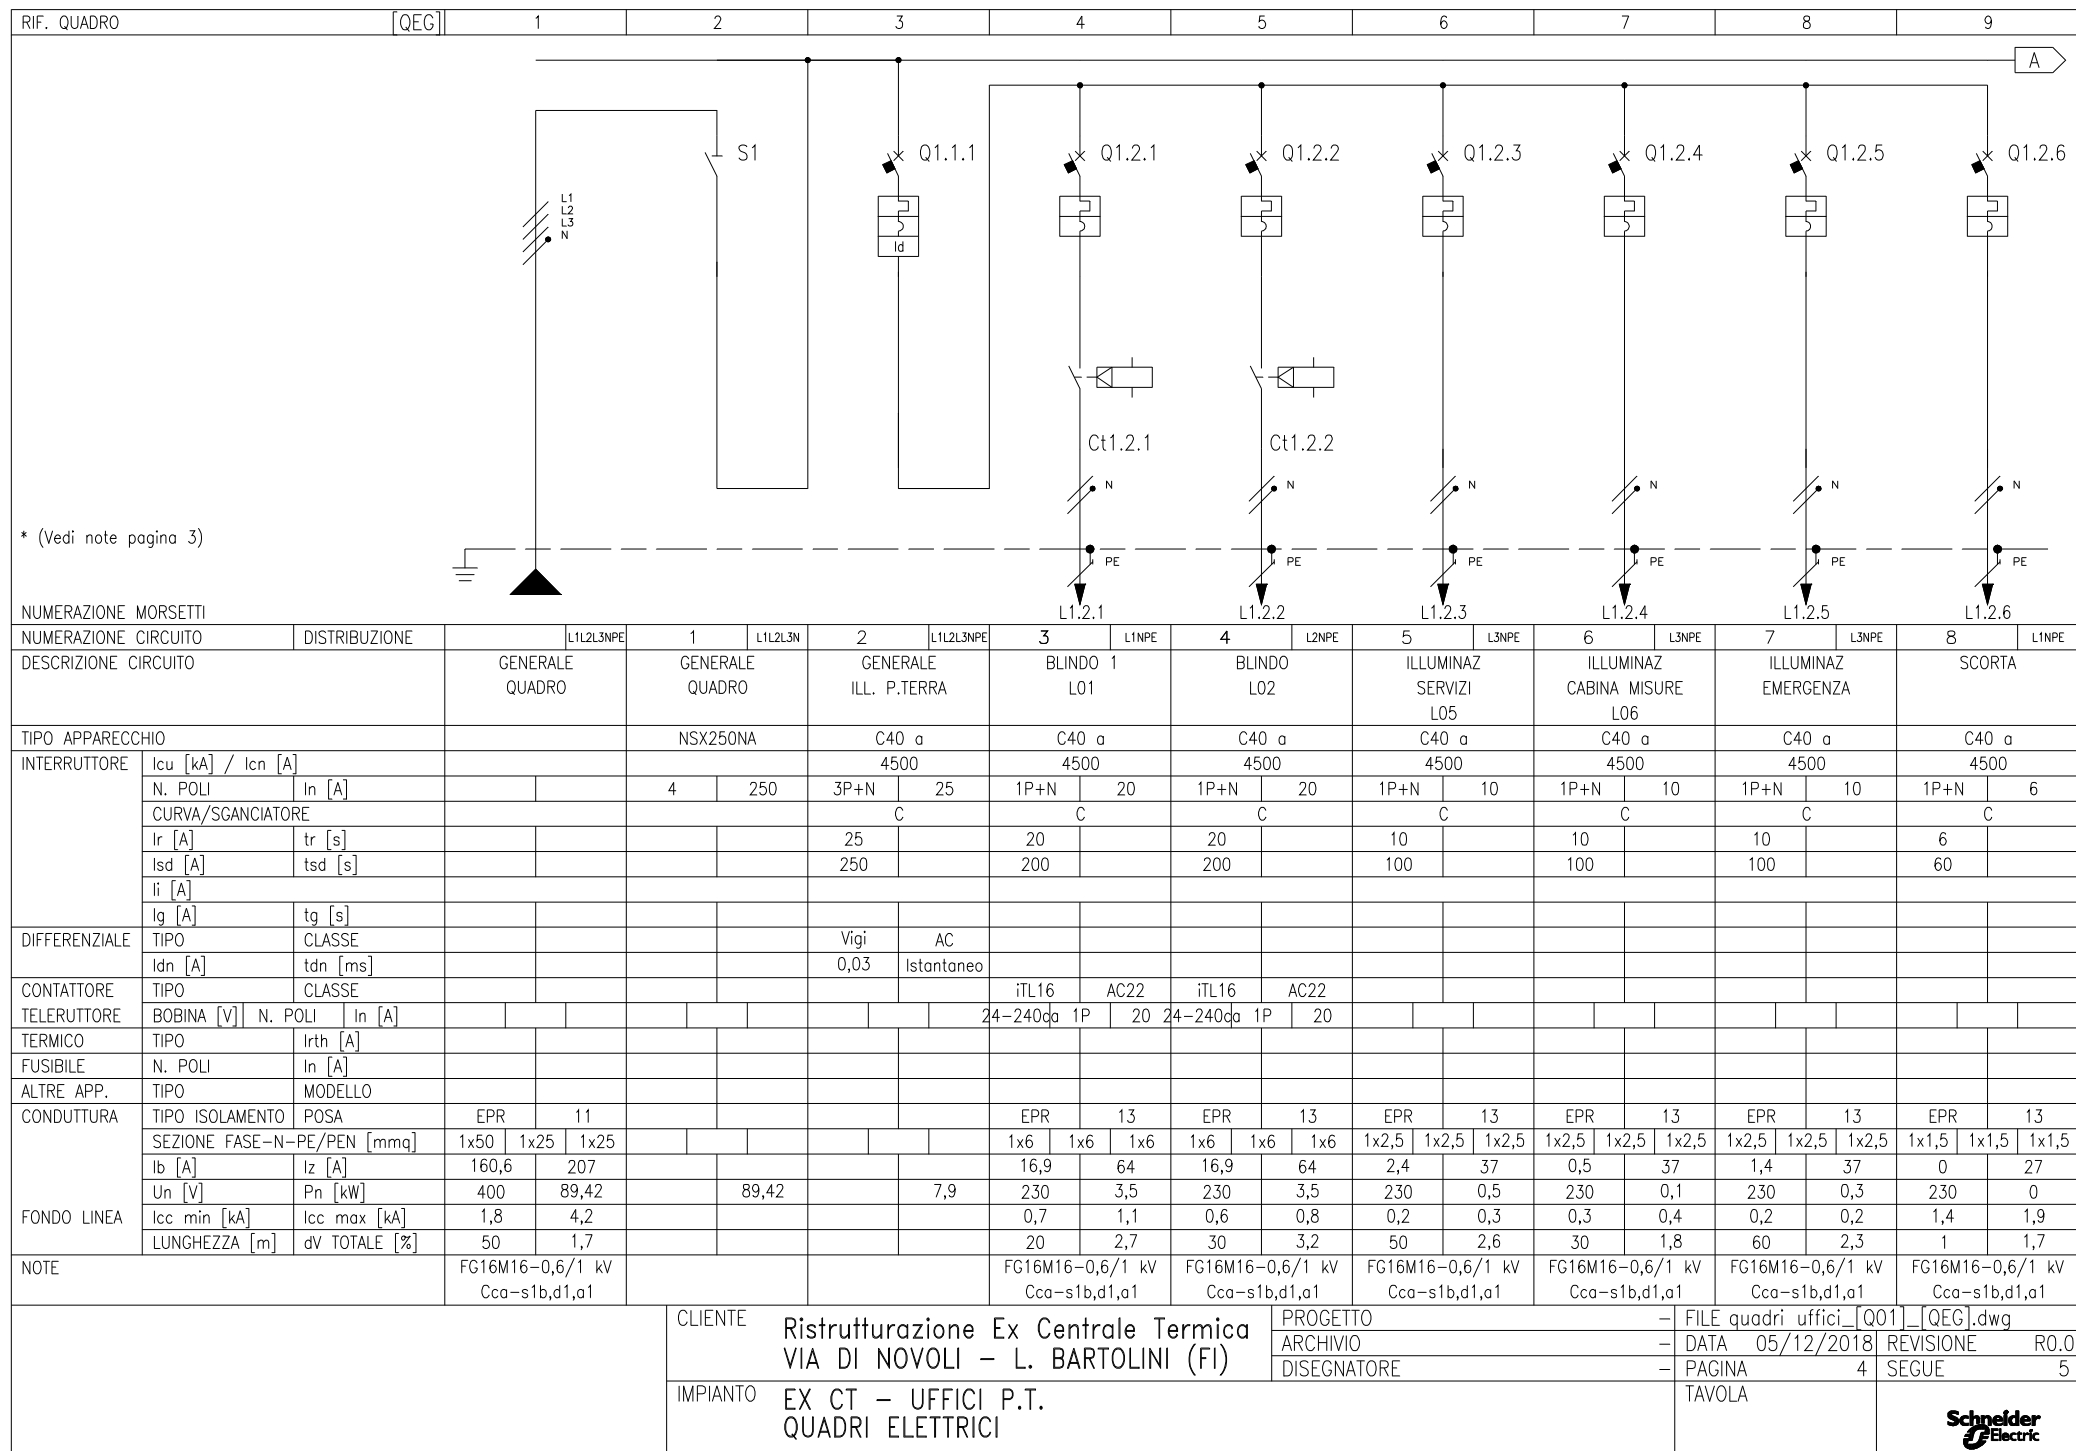 RIF. QUADRO [QEG] 1 2 3 4 5 6 7 8 9
A
S1 Q1.1.1 Q1.2.1 Q1.2.2 Q1.2.3 Q1.2.4 Q1.2.5 Q1.2.6
L1
L2
L3
N
Id
Ct1.2.1 Ct1.2.2
N N N N N N
* (Vedi note pagina 3)
PE PE PE PE PE PE
NUMERAZIONE MORSETTI L1.2.1 L1.2.2 L1.2.3 L1.2.4 L1.2.5 L1.2.6
NUMERAZIONE CIRCUITO DISTRIBUZIONE L1L2L3NPE 1 L1L2L3N 2 L1L2L3NPE 3 L1NPE 4 L2NPE 5 L3NPE 6 L3NPE 7 L3NPE 8 L1NPE
DESCRIZIONE CIRCUITO GENERALE GENERALE GENERALE BLINDO 1 BLINDO ILLUMINAZ ILLUMINAZ ILLUMINAZ SCORTA
QUADRO QUADRO ILL. P.TERRA L01 L02 SERVIZI CABINA MISURE EMERGENZA
L05 L06
TIPO APPARECCHIO NSX250NA C40 a C40 a C40 a C40 a C40 a C40 a C40 a
INTERRUTTORE Icu [kA] / Icn [A] 4500 4500 4500 4500 4500 4500 4500
N. POLI In [A] 4 250 3P+N 25 1P+N 20 1P+N 20 1P+N 10 1P+N 10 1P+N 10 1P+N 6
CURVA/SGANCIATORE C C C C C C C
Ir [A] tr [s] 25 20 20 10 10 10 6
Isd [A] tsd [s] 250 200 200 100 100 100 60
Ii [A]
Ig [A] tg [s]
DIFFERENZIALE TIPO CLASSE Vigi AC
Idn [A] tdn [ms] 0,03 Istantaneo
CONTATTORE TIPO CLASSE iTL16 AC22 iTL16 AC22
TELERUTTORE BOBINA [V] N. POLI In [A] 24-240ca 1P 20 24-240ca 1P 20
TERMICO TIPO Irth [A]
FUSIBILE N. POLI In [A]
ALTRE APP. TIPO MODELLO
CONDUTTURA TIPO ISOLAMENTO POSA EPR 11 EPR 13 EPR 13 EPR 13 EPR 13 EPR 13 EPR 13
SEZIONE FASE-N-PE/PEN [mmq] 1x50 1x25 1x25 1x6 1x6 1x6 1x6 1x6 1x6 1x2,5 1x2,5 1x2,5 1x2,5 1x2,5 1x2,5 1x2,5 1x2,5 1x2,5 1x1,5 1x1,5 1x1,5
Ib [A] Iz [A] 160,6 207 16,9 64 16,9 64 2,4 37 0,5 37 1,4 37 0 27
Un [V] Pn [kW] 400 89,42 89,42 7,9 230 3,5 230 3,5 230 0,5 230 0,1 230 0,3 230 0
FONDO LINEA Icc min [kA] Icc max [kA] 1,8 4,2 0,7 1,1 0,6 0,8 0,2 0,3 0,3 0,4 0,2 0,2 1,4 1,9
LUNGHEZZA [m] dV TOTALE [%] 50 1,7 20 2,7 30 3,2 50 2,6 30 1,8 60 2,3 1 1,7
NOTE FG16M16-0,6/1 kV FG16M16-0,6/1 kV FG16M16-0,6/1 kV FG16M16-0,6/1 kV FG16M16-0,6/1 kV FG16M16-0,6/1 kV FG16M16-0,6/1 kV
Cca-s1b,d1,a1 Cca-s1b,d1,a1 Cca-s1b,d1,a1 Cca-s1b,d1,a1 Cca-s1b,d1,a1 Cca-s1b,d1,a1 Cca-s1b,d1,a1
CLIENTE Ristrutturazione Ex Centrale Termica
VIA DI NOVOLI - L. BARTOLINI (FI)
PROGETTO - FILE quadri uffici_[Q01]_[QEG].dwg
ARCHIVIO - DATA 05/12/2018 REVISIONE R0.0
DISEGNATORE - PAGINA 4 SEGUE 5
IMPIANTO EX CT - UFFICI P.T.
QUADRI ELETTRICI
TAVOLA
Schneider
Electric